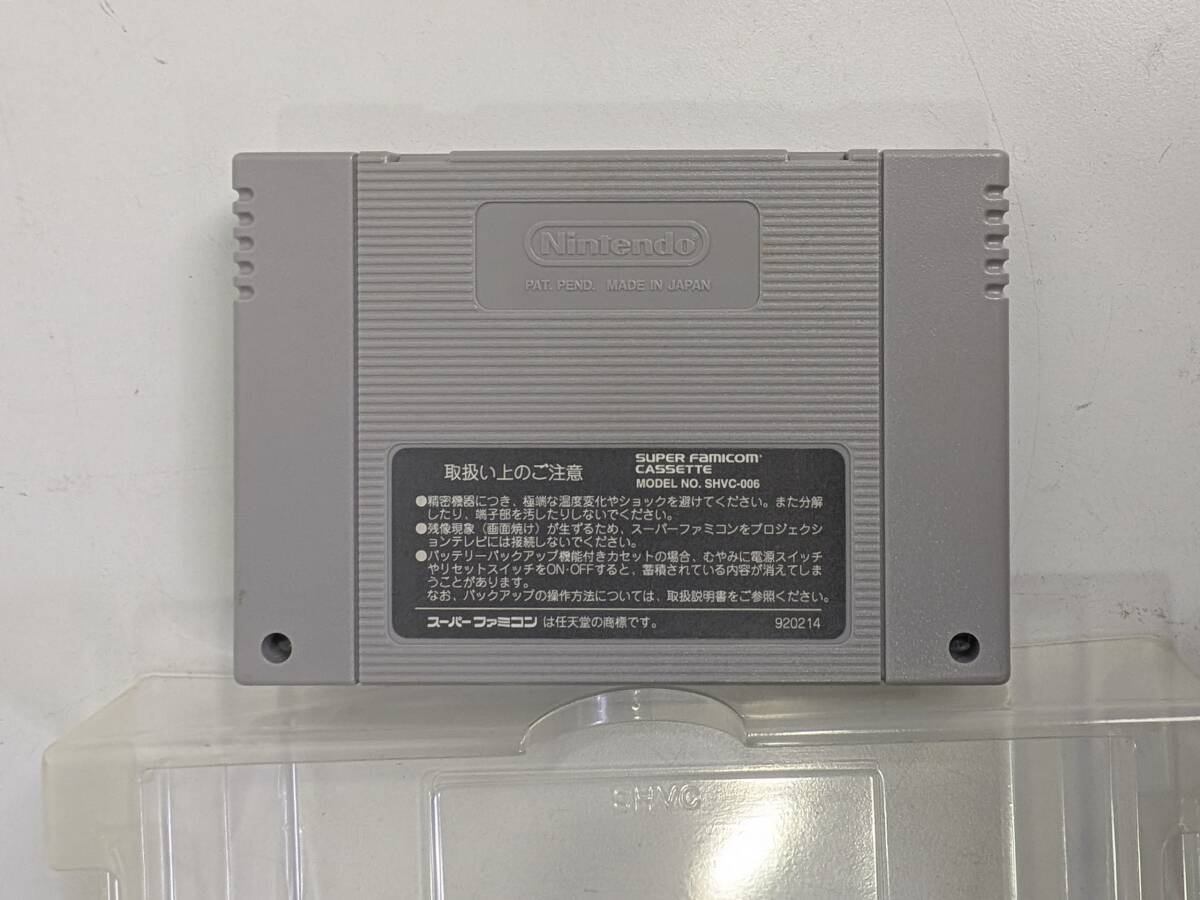 Nintendo®
PAT. PEND. MADE IN JAPAN
取扱い上のご注意
SUPER FAMICOM
CASSETTE
MODEL NO. SHVC-006
●精密機器につき、極端な温度変化やショックを避けてください。また分解
したり、端子部を汚したりしないでください。
●残像現象（画面焼け）が生ずるため、スーパーファミコンをプロジェクシ
ョンテレビには接続しないでください。
●バッテリーバックアップ機能付きカセットの場合、むやみに電源スイッチ
やリセットスイッチをON・OFFすると、蓄積されている内容が消えてしま
うことがあります。
なお、バックアップの操作方法については、取扱説明書をご参照ください。
スーパーファミコン は任天堂の商標です。 920214
SHVC